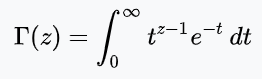 Γ(z) = ∫₀^∞ t^{z−1} e^{−t} dt